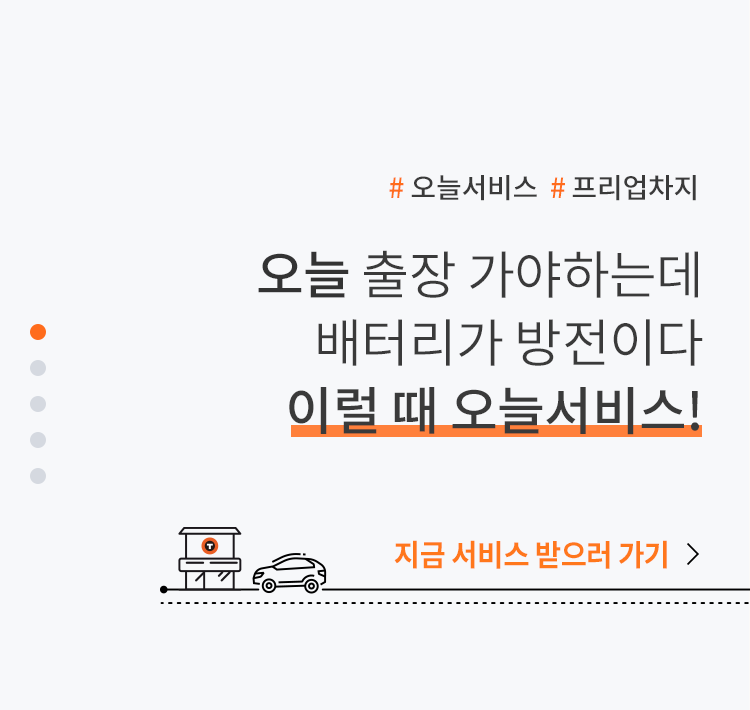 # 오늘서비스 # 프리업차지
오늘 출장 가야하는데
배터리가 방전이다
이럴 때 오늘서비스!
지금 서비스 받으러 가기
T